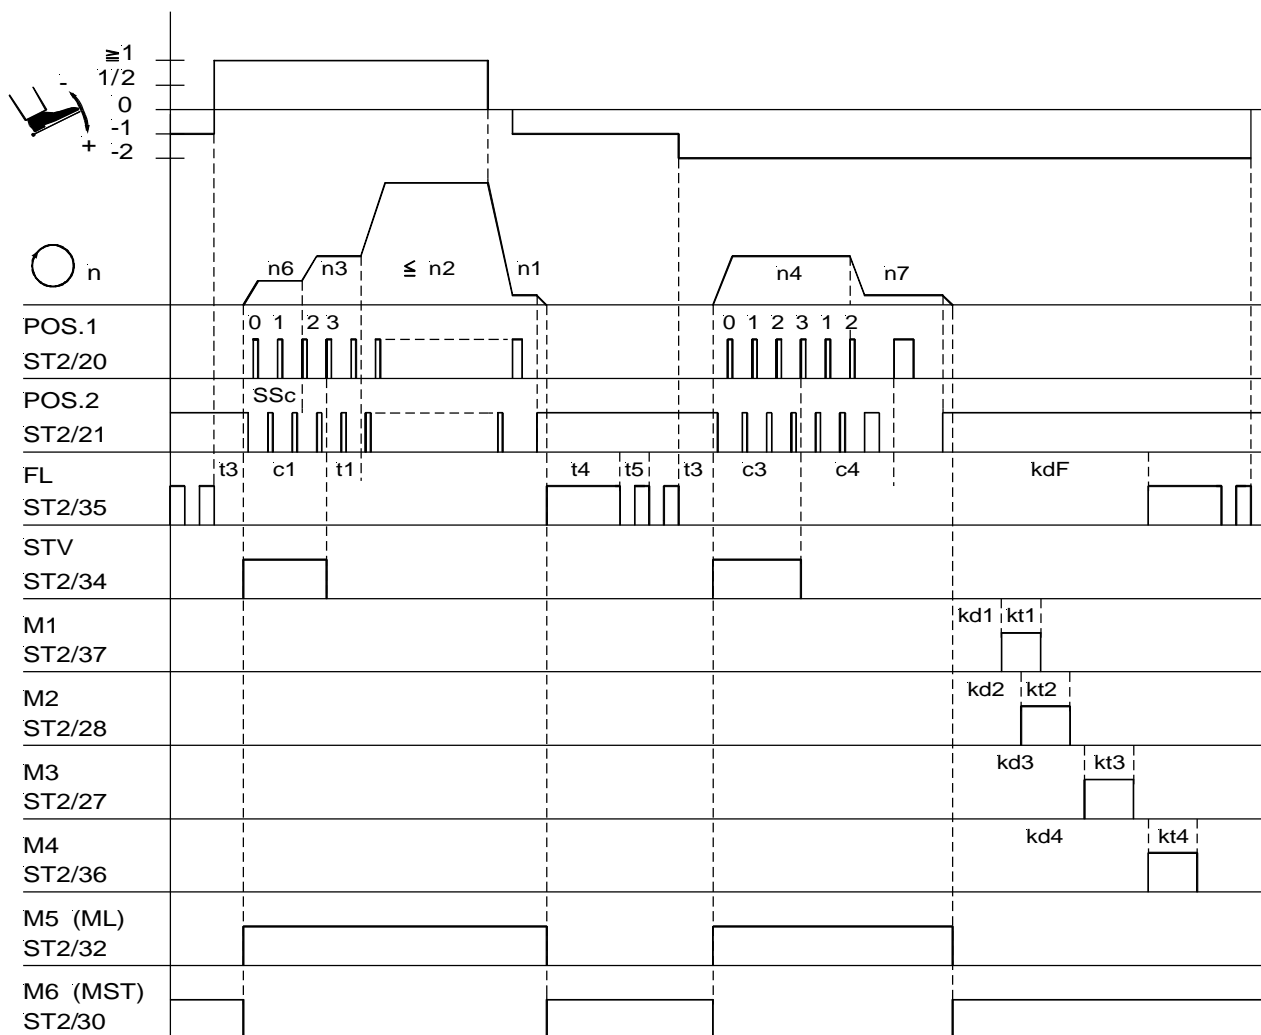 ≧1
1/2
-
0
-1
+
-2
n
n6 n3 ≦ n2 n1 n4 n7
POS.1
0 1 2 3 0 1 2 3 1 2
ST2/20
POS.2
SSc
ST2/21
FL
t3 c1 t1 t4 t5 t3 c3 c4 kdF
ST2/35
STV
ST2/34
M1
kd1 kt1
ST2/37
M2
kd2 kt2
ST2/28
M3
kd3 kt3
ST2/27
M4
kd4 kt4
ST2/36
M5 (ML)
ST2/32
M6 (MST)
ST2/30